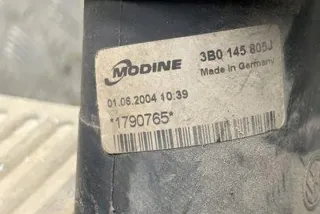 MODINE 3B0 145 805J
Made in Germany
01.06.2004 10:39
*1790765*